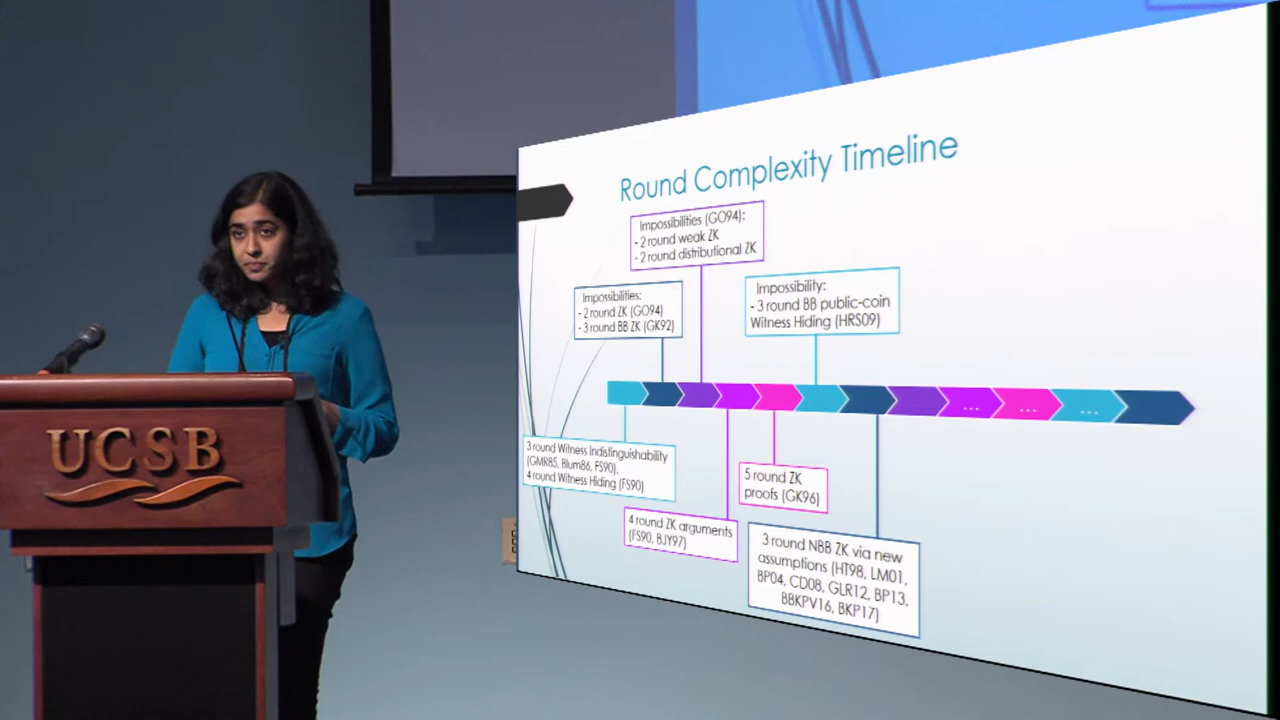 Round Complexity Timeline
Impossibilities (GO94):
- 2 round weak ZK
- 2 round distributional ZK
Impossibilities:
- 2 round ZK (GO94)
- 3 round BB ZK (GK92)
Impossibility:
- 3 round BB public-coin
Witness Hiding (HRS09)
... ... ...
3 round Witness Indistinguishability
(GMR85, Blum86, FS90),
4 round Witness Hiding (FS90)
5 round ZK
proofs (GK96)
4 round ZK arguments
(FS90, BJY97)
3 round NBB ZK via new
assumptions (HT98, LM01,
BP04, CD08, GLR12, BP13,
BBKPV16, BKP17)
UCSB